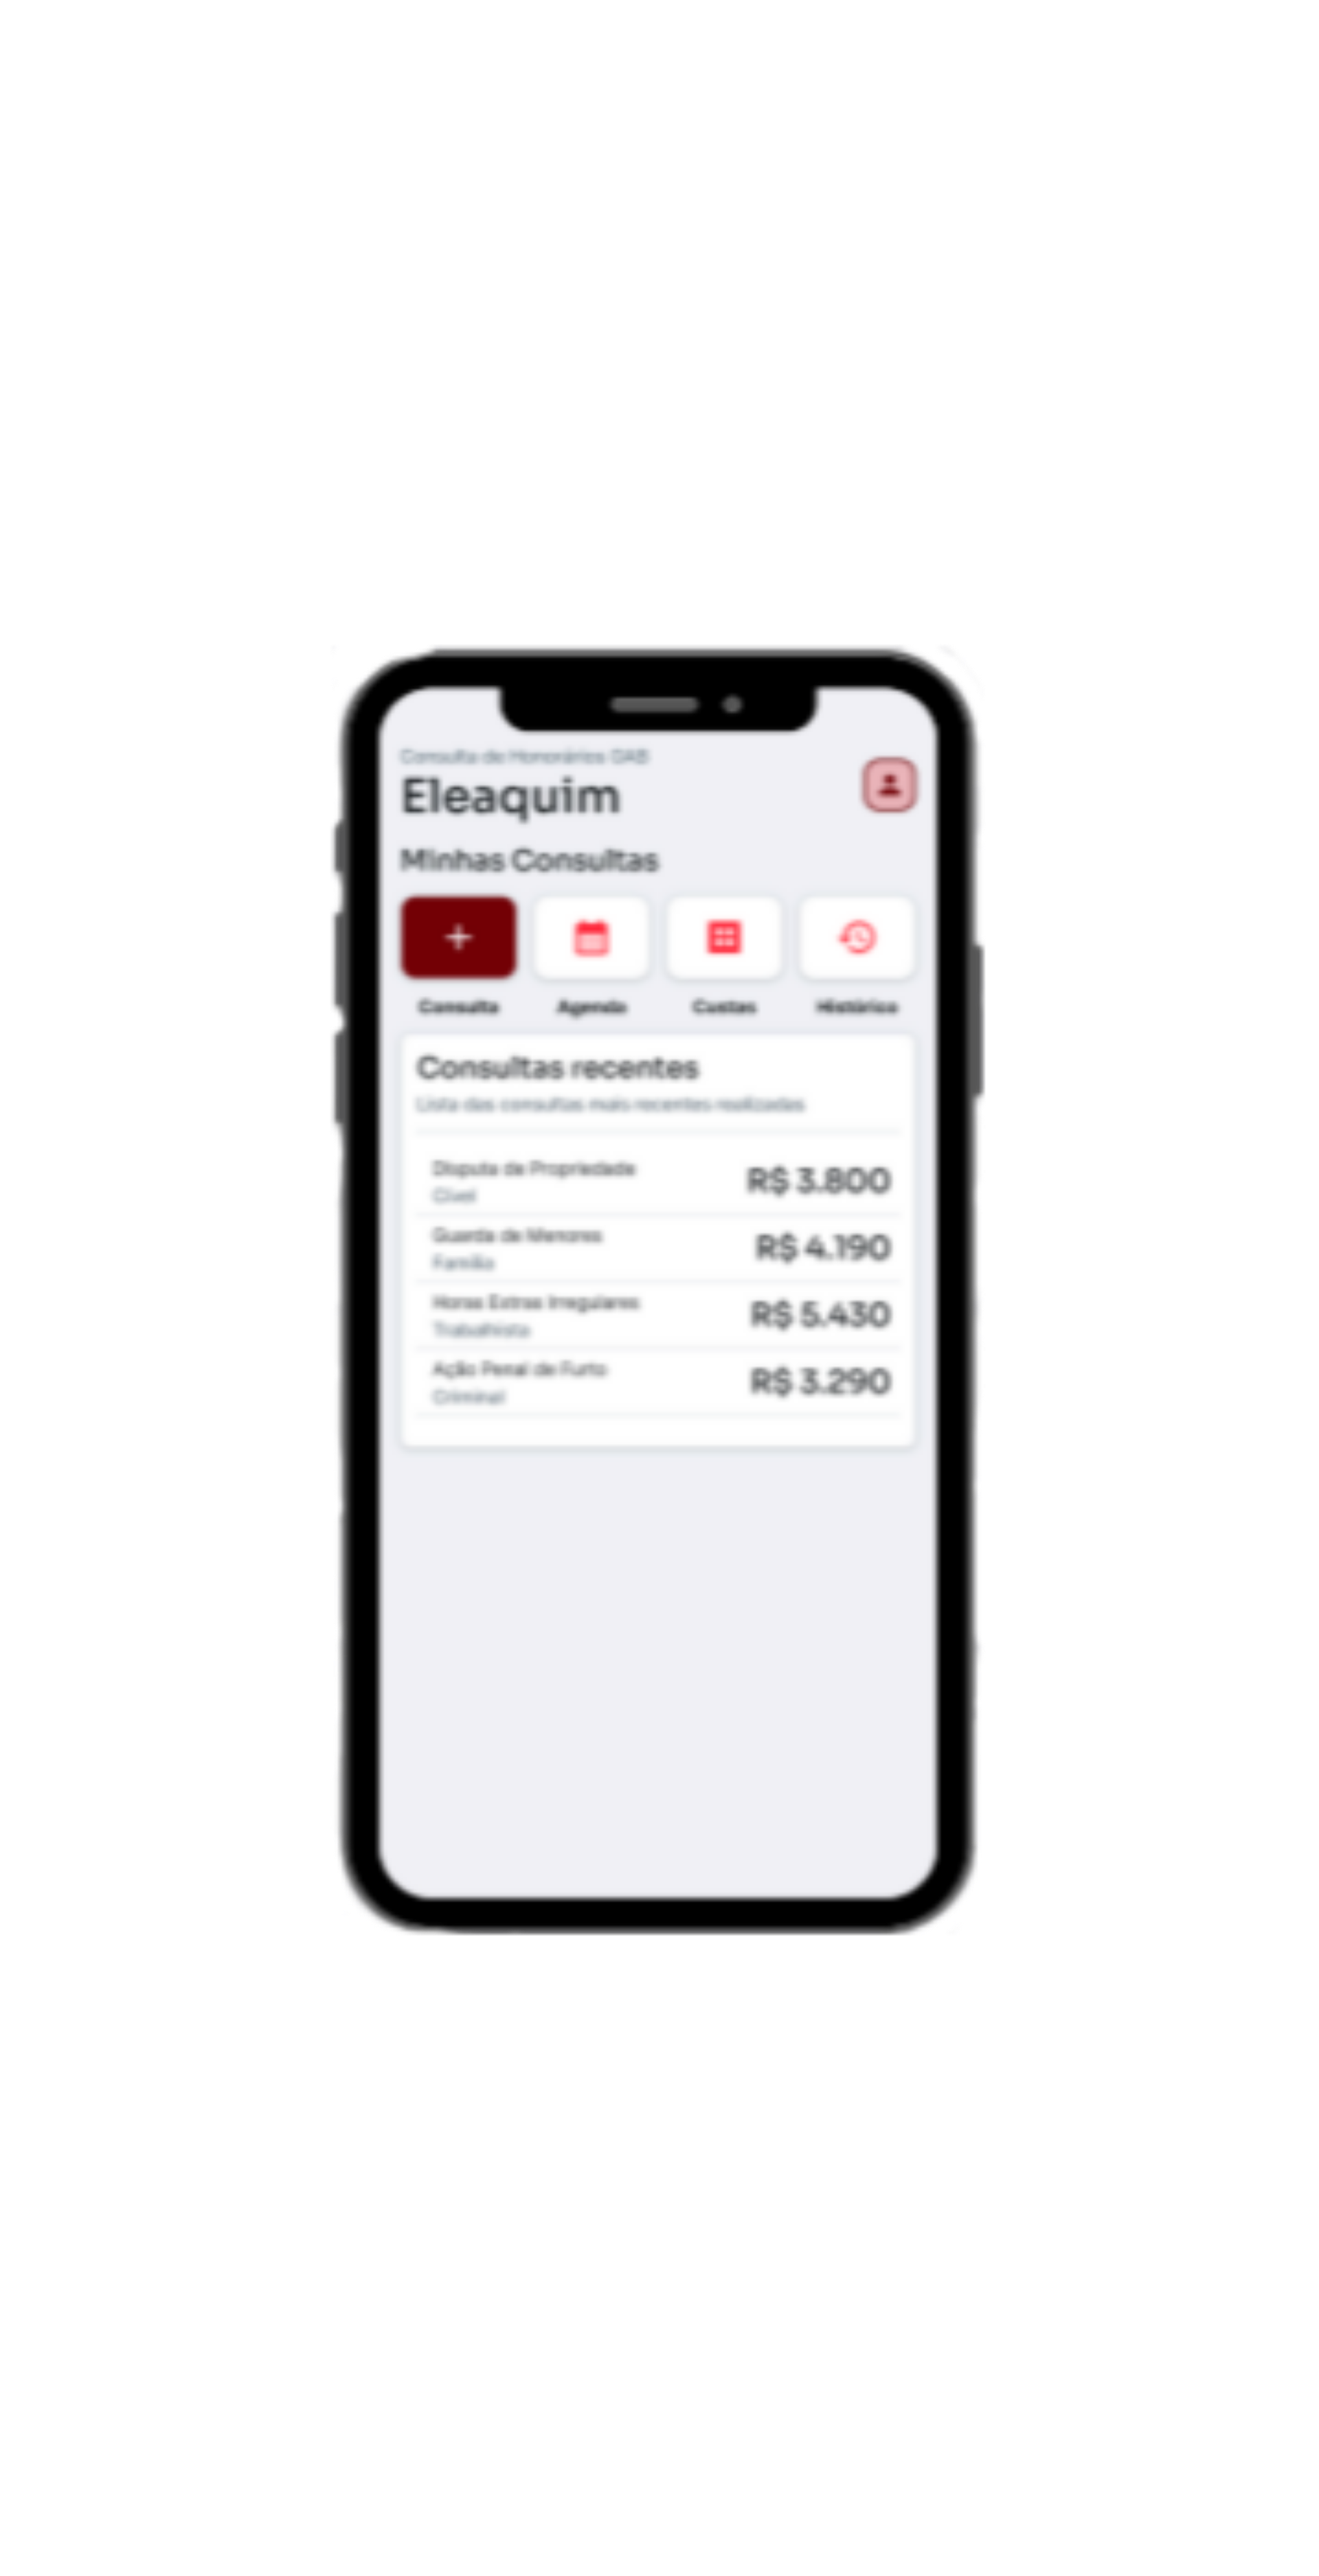 Consulta de Honorários OAB
Eleaquim
Minhas Consultas
Consulta Agenda Custas Histórico
Consultas recentes
Lista das consultas mais recentes realizadas
Disputa de Propriedade R$ 3.800
Cível
Guarda de Menores R$ 4.190
Família
Horas Extras Irregulares R$ 5.430
Trabalhista
Ação Penal de Furto R$ 3.290
Criminal